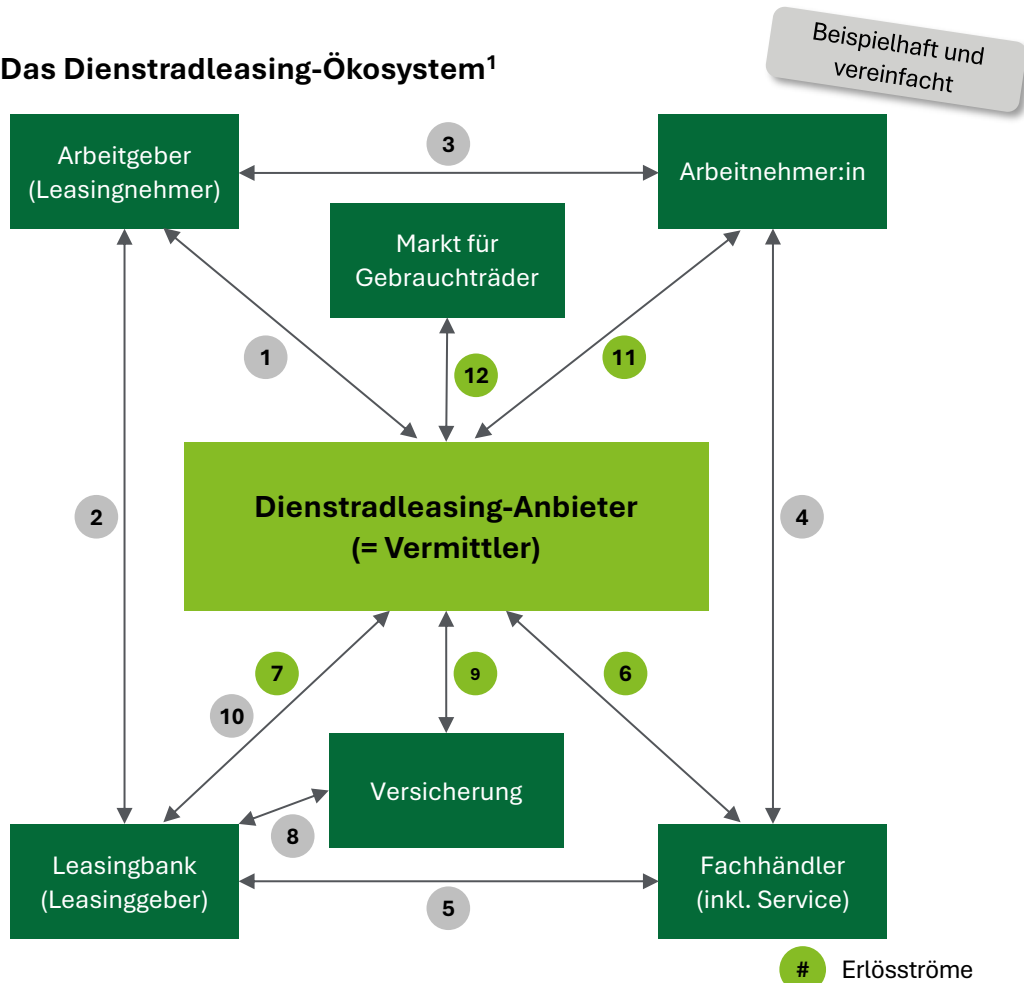 Beispielhaft und
vereinfacht
Das Dienstradleasing-Ökosystem¹
Arbeitgeber
(Leasingnehmer)
3
Arbeitnehmer:in
Markt für
Gebrauchträder
1
12
11
Dienstradleasing-Anbieter
(= Vermittler)
2
4
7
9
6
10
Versicherung
8
Leasingbank
(Leasinggeber)
5
Fachhändler
(inkl. Service)
# Erlösströme